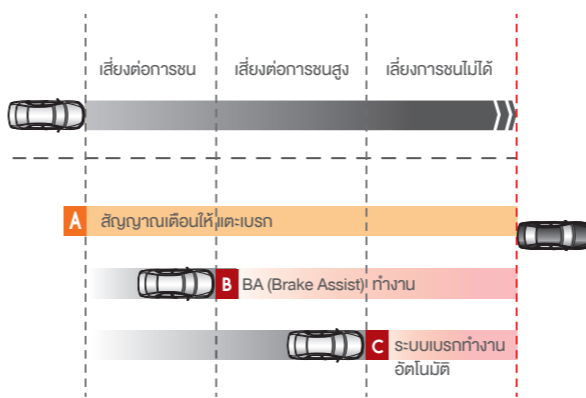 เสี่ยงต่อการชน
เสี่ยงต่อการชนสูง
เลี่ยงการชนไม่ได้
A สัญญาณเตือนให้แตะเบรก
B BA (Brake Assist) ทำงาน
C ระบบเบรกทำงาน
อัตโนมัติ